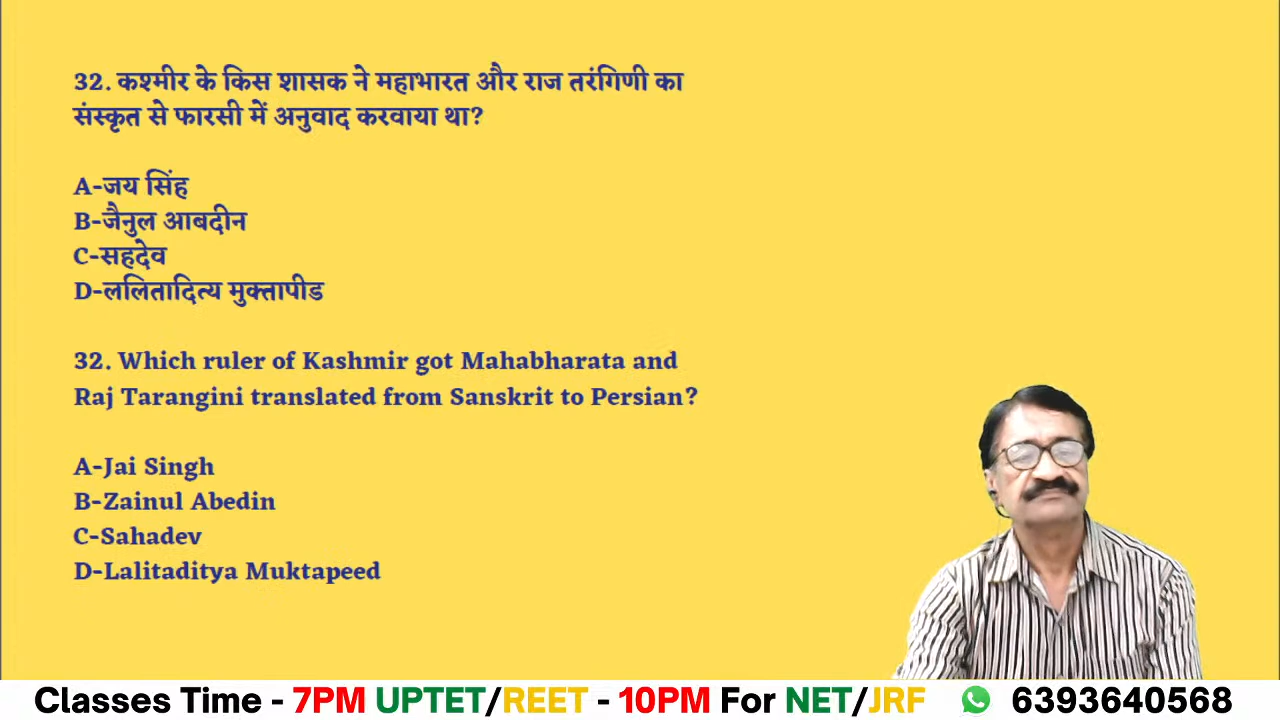 32. कश्मीर के किस शासक ने महाभारत और राज तरंगिणी का
संस्कृत से फारसी में अनुवाद करवाया था?
A-जय सिंह
B-जैनुल आबदीन
C-सहदेव
D-ललितादित्य मुक्तापीड
32. Which ruler of Kashmir got Mahabharata and
Raj Tarangini translated from Sanskrit to Persian?
A-Jai Singh
B-Zainul Abedin
C-Sahadev
D-Lalitaditya Muktapeed
Classes Time - 7PM UPTET/REET - 10PM For NET/JRF 6393640568